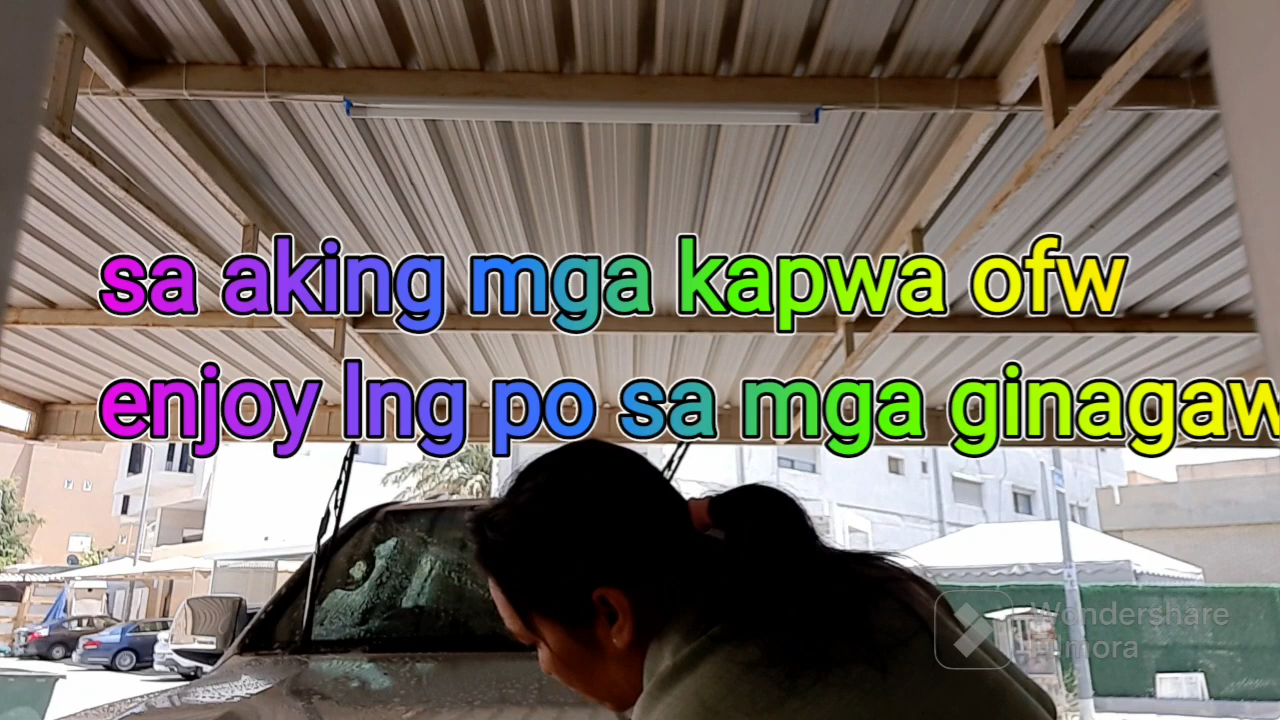 sa aking mga kapwa ofw
enjoy lng po sa mga ginagaw
Wondershare
Filmora